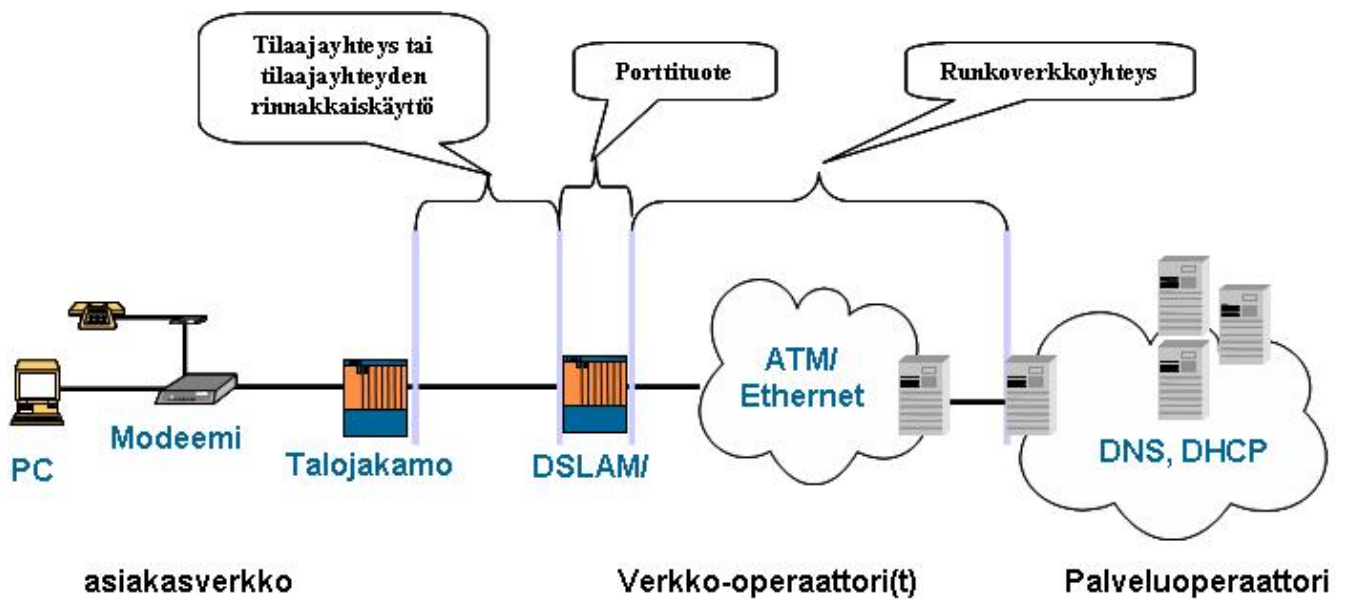 Tilaajayhteys tai
tilaajayhteyden
rinnakkaiskäyttö
Porttituote
Runkoverkkoyhteys
ATM/
Ethernet
Modeemi
PC
Talojakamo
DSLAM/
DNS, DHCP
asiakasverkko
Verkko-operaattori(t)
Palveluoperaattori